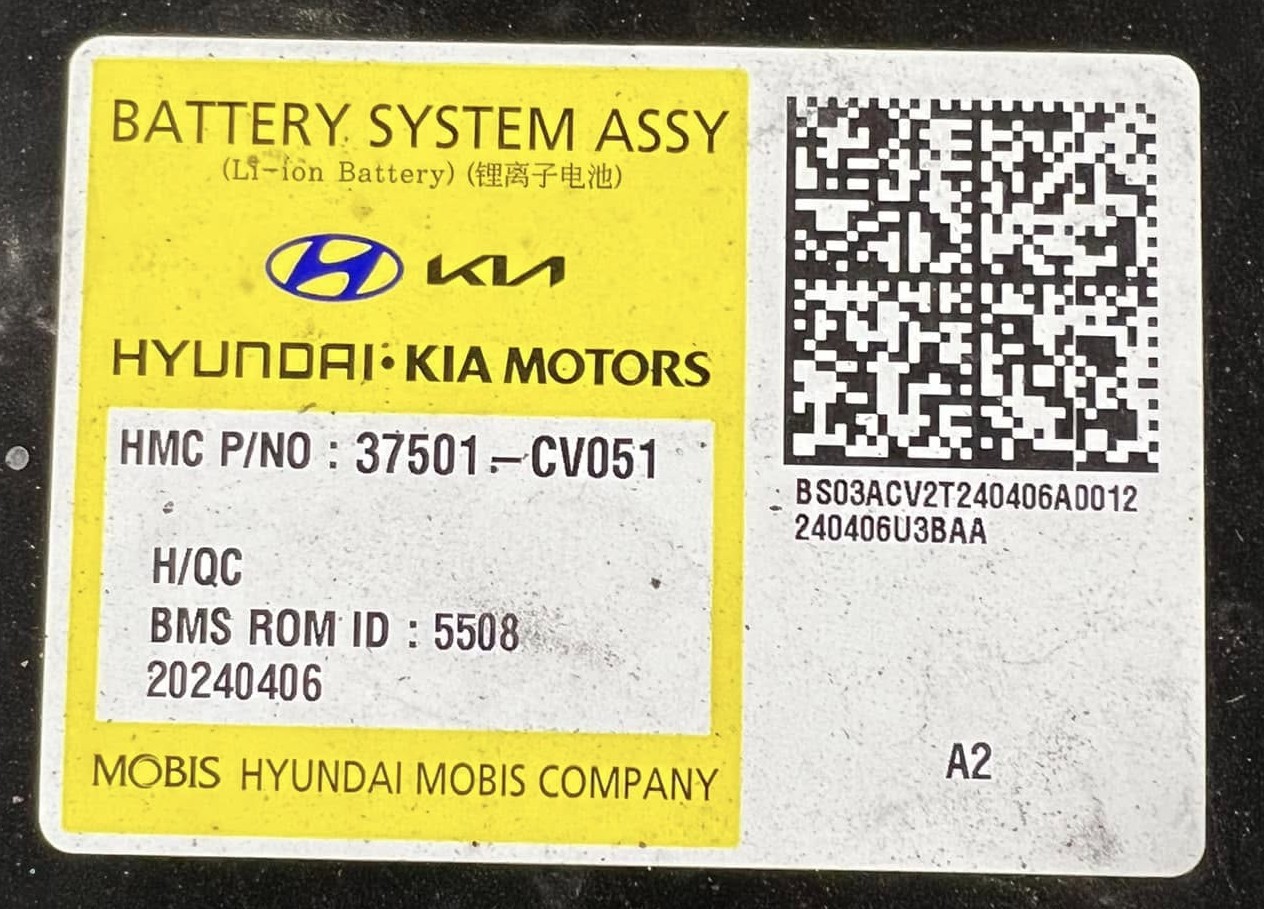 BATTERY SYSTEM ASSY
(Li-ion Battery) (锂离子电池)
KIA
HYUNDAI·KIA MOTORS
HMC P/NO : 37501-CV051
H/QC
BMS ROM ID : 5508
20240406
MOBIS HYUNDAI MOBIS COMPANY
BS03ACV2T240406A0012
240406U3BAA
A2